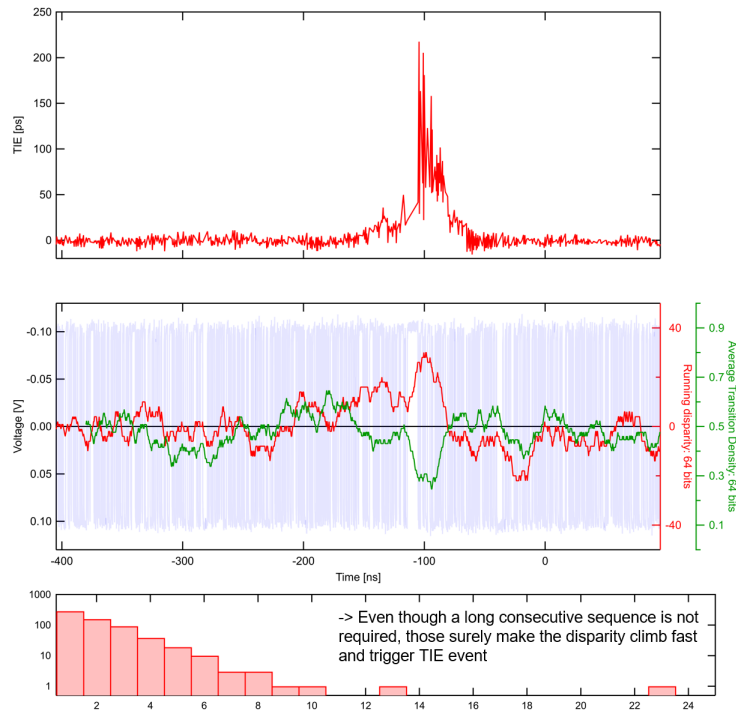 250
200
150
100
50
0
TIE [ps]
-0.10
-0.05
0.00
0.05
0.10
Voltage [V]
40
0
-40
Running disparity: 64 bits
0.9
0.7
0.5
0.3
0.1
Average Transition Density: 64 bits
-400 -300 -200 -100 0
Time [ns]
1000
100
10
1
-> Even though a long consecutive sequence is not
required, those surely make the disparity climb fast
and trigger TIE event
2 4 6 8 10 12 14 16 18 20 22 24